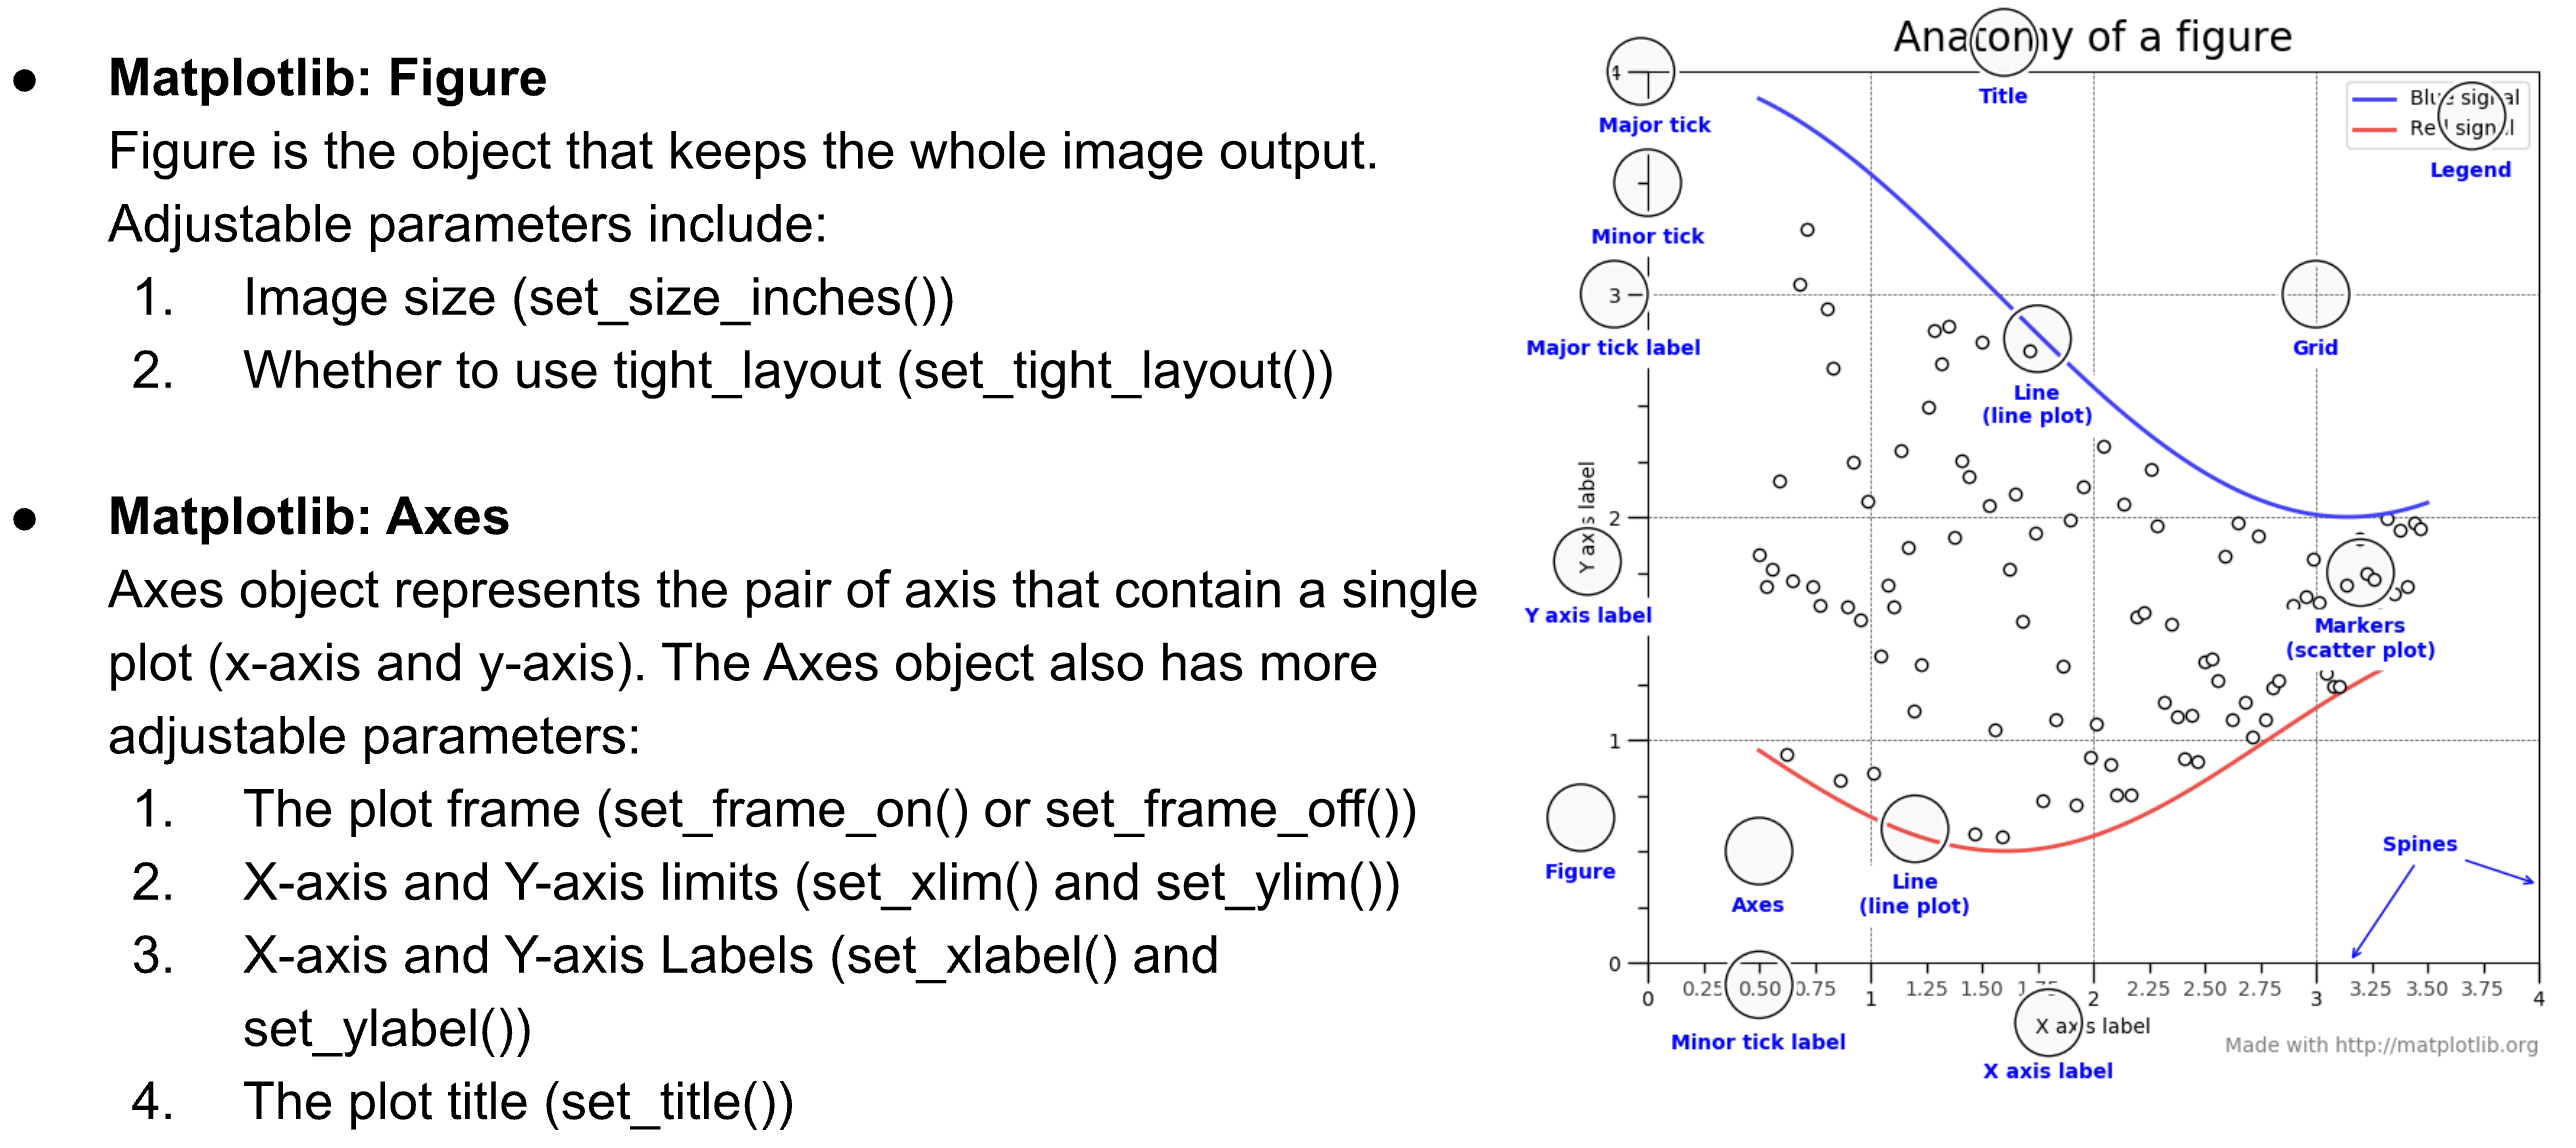 ● Matplotlib: Figure
Figure is the object that keeps the whole image output.
Adjustable parameters include:
1. Image size (set_size_inches())
2. Whether to use tight_layout (set_tight_layout())
● Matplotlib: Axes
Axes object represents the pair of axis that contain a single
plot (x-axis and y-axis). The Axes object also has more
adjustable parameters:
1. The plot frame (set_frame_on() or set_frame_off())
2. X-axis and Y-axis limits (set_xlim() and set_ylim())
3. X-axis and Y-axis Labels (set_xlabel() and
set_ylabel())
4. The plot title (set_title())
Anatomy of a figure
Title
Blue signal
Red signal
Legend
4
Major tick
Minor tick
3
Major tick label
Grid
Line
(line plot)
Y axis label
2
Y axis label
Markers
(scatter plot)
1
Figure
Axes
Line
(line plot)
Spines
0
0 0.25 0.50 0.75 1 1.25 1.50 1.75 2 2.25 2.50 2.75 3 3.25 3.50 3.75 4
Minor tick label
X axis label
X axis label
Made with http://matplotlib.org